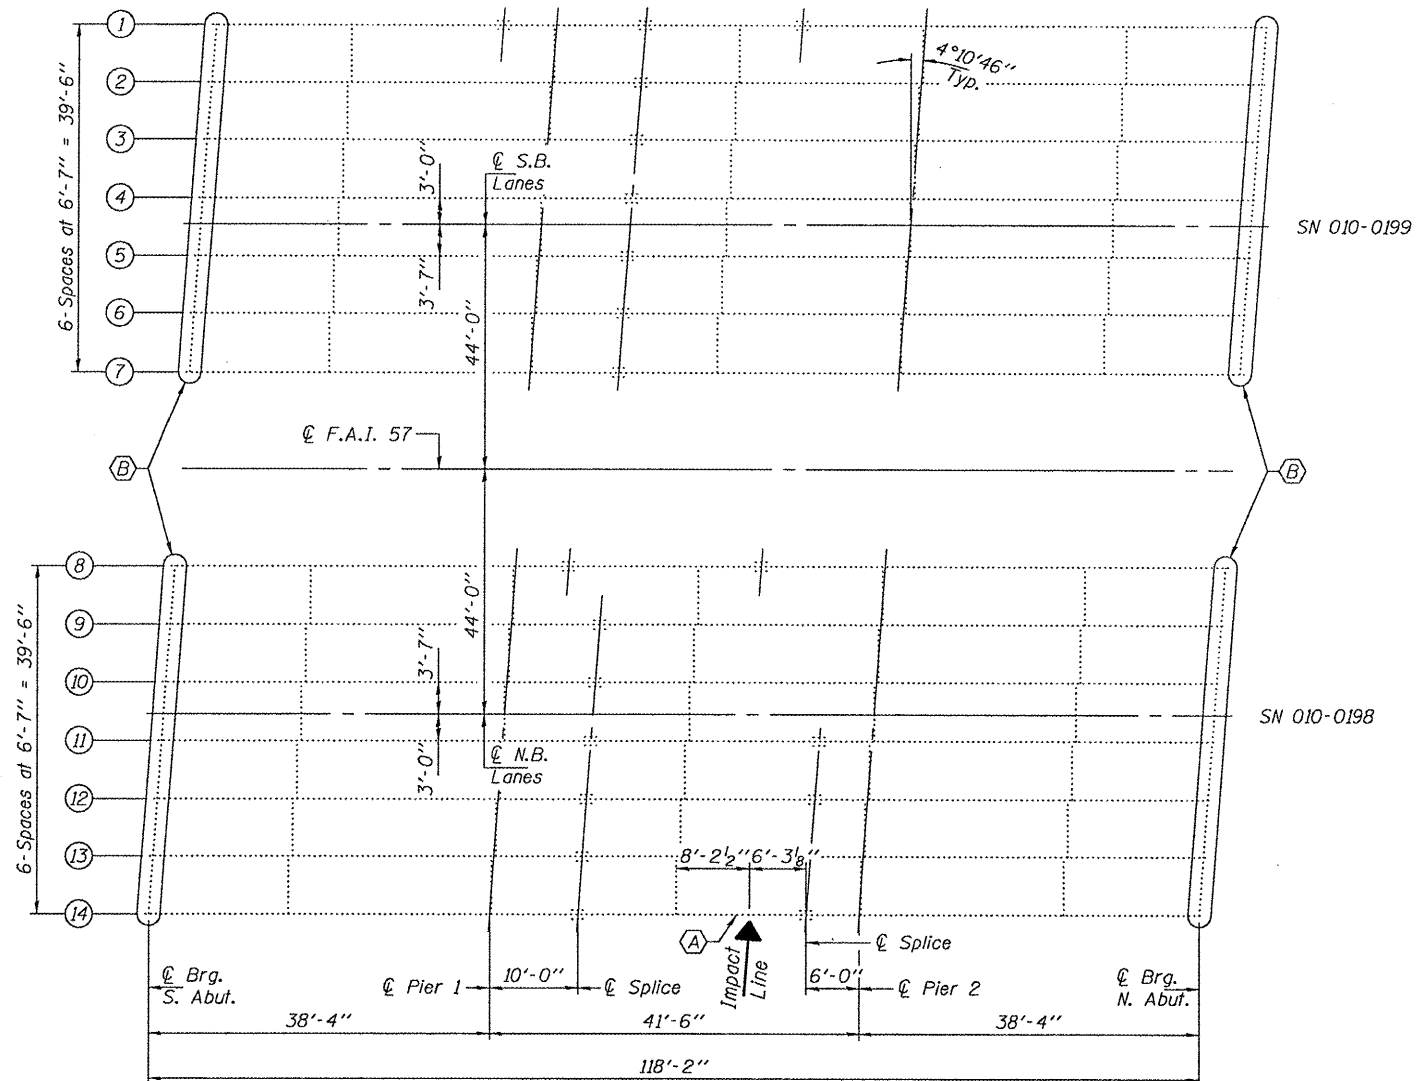 1
2
3
4
5
6
7
6-Spaces at 6'-7" = 39'-6"
4°10'46"
Typ.
℄ S.B.
Lanes
3'-0"
3'-7"
44'-0"
SN 010-0199
℄ F.A.I. 57
B
B
8
9
10
11
12
13
14
6-Spaces at 6'-7" = 39'-6"
44'-0"
3'-7"
3'-0"
℄ N.B.
Lanes
SN 010-0198
8'-2½" 6'-3⅛"
A
Impact
Line
℄ Splice
℄ Brg.
S. Abut.
℄ Pier 1
10'-0"
℄ Splice
6'-0"
℄ Pier 2
℄ Brg.
N. Abut.
38'-4"
41'-6"
38'-4"
118'-2"